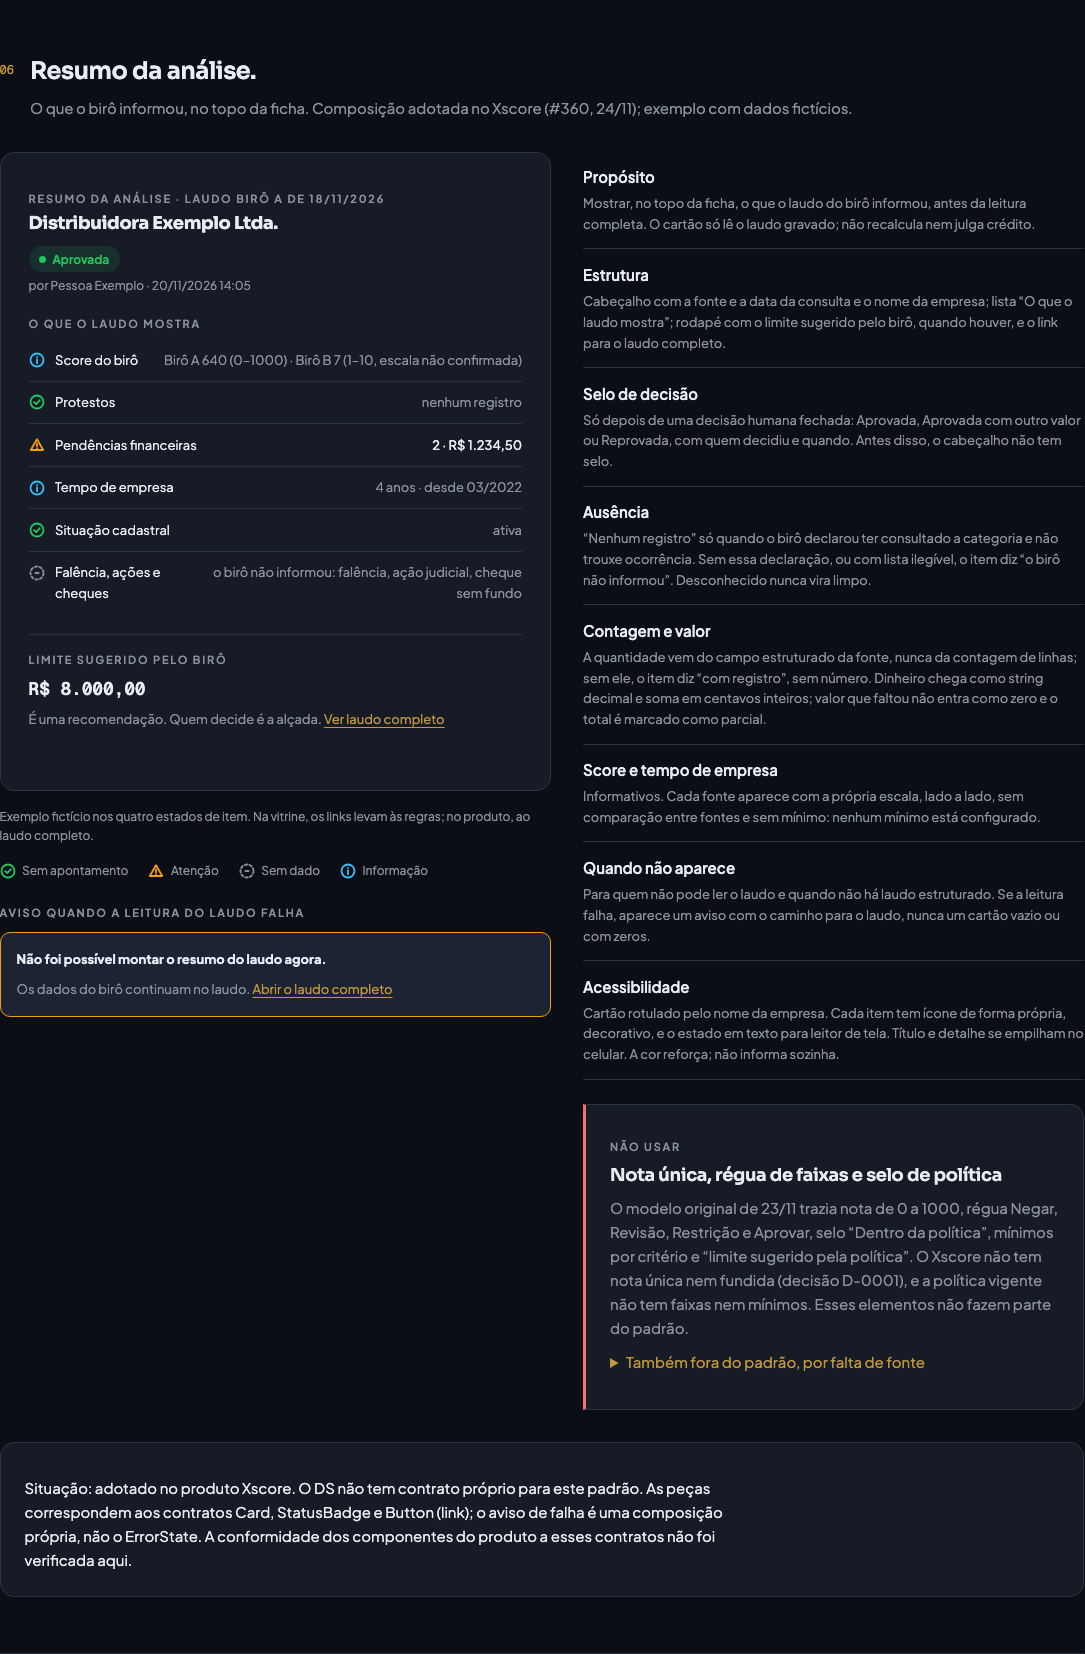 06 Resumo da análise.
O que o birô informou, no topo da ficha. Composição adotada no Xscore (#360, 24/11); exemplo com dados fictícios.
RESUMO DA ANÁLISE · LAUDO BIRÔ A DE 18/11/2026
Distribuidora Exemplo Ltda.
Aprovada
por Pessoa Exemplo · 20/11/2026 14:05
O QUE O LAUDO MOSTRA
Score do birô Birô A 640 (0–1000) · Birô B 7 (1–10, escala não confirmada)
Protestos nenhum registro
Pendências financeiras 2 · R$ 1.234,50
Tempo de empresa 4 anos · desde 03/2022
Situação cadastral ativa
Falência, ações e o birô não informou: falência, ação judicial, cheque
cheques sem fundo
LIMITE SUGERIDO PELO BIRÔ
R$ 8.000,00
É uma recomendação. Quem decide é a alçada. Ver laudo completo
Exemplo fictício nos quatro estados de item. Na vitrine, os links levam às regras; no produto, ao
laudo completo.
Sem apontamento Atenção Sem dado Informação
AVISO QUANDO A LEITURA DO LAUDO FALHA
Não foi possível montar o resumo do laudo agora.
Os dados do birô continuam no laudo. Abrir o laudo completo
Propósito
Mostrar, no topo da ficha, o que o laudo do birô informou, antes da leitura
completa. O cartão só lê o laudo gravado; não recalcula nem julga crédito.
Estrutura
Cabeçalho com a fonte e a data da consulta e o nome da empresa; lista “O que o
laudo mostra”; rodapé com o limite sugerido pelo birô, quando houver, e o link
para o laudo completo.
Selo de decisão
Só depois de uma decisão humana fechada: Aprovada, Aprovada com outro valor
ou Reprovada, com quem decidiu e quando. Antes disso, o cabeçalho não tem
selo.
Ausência
“Nenhum registro” só quando o birô declarou ter consultado a categoria e não
trouxe ocorrência. Sem essa declaração, ou com lista ilegível, o item diz “o birô
não informou”. Desconhecido nunca vira limpo.
Contagem e valor
A quantidade vem do campo estruturado da fonte, nunca da contagem de linhas;
sem ele, o item diz “com registro”, sem número. Dinheiro chega como string
decimal e soma em centavos inteiros; valor que faltou não entra como zero e o
total é marcado como parcial.
Score e tempo de empresa
Informativos. Cada fonte aparece com a própria escala, lado a lado, sem
comparação entre fontes e sem mínimo: nenhum mínimo está configurado.
Quando não aparece
Para quem não pode ler o laudo e quando não há laudo estruturado. Se a leitura
falha, aparece um aviso com o caminho para o laudo, nunca um cartão vazio ou
com zeros.
Acessibilidade
Cartão rotulado pelo nome da empresa. Cada item tem ícone de forma própria,
decorativo, e o estado em texto para leitor de tela. Título e detalhe se empilham no
celular. A cor reforça; não informa sozinha.
NÃO USAR
Nota única, régua de faixas e selo de política
O modelo original de 23/11 trazia nota de 0 a 1000, régua Negar,
Revisão, Restrição e Aprovar, selo “Dentro da política”, mínimos
por critério e “limite sugerido pela política”. O Xscore não tem
nota única nem fundida (decisão D-0001), e a política vigente
não tem faixas nem mínimos. Esses elementos não fazem parte
do padrão.
Também fora do padrão, por falta de fonte
Situação: adotado no produto Xscore. O DS não tem contrato próprio para este padrão. As peças
correspondem aos contratos Card, StatusBadge e Button (link); o aviso de falha é uma composição
própria, não o ErrorState. A conformidade dos componentes do produto a esses contratos não foi
verificada aqui.